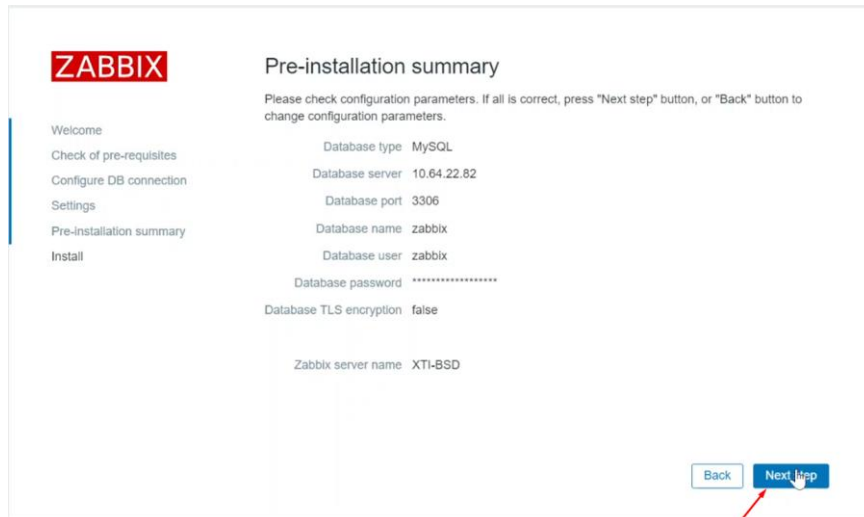 ZABBIX
Pre-installation summary
Please check configuration parameters. If all is correct, press "Next step" button, or "Back" button to
change configuration parameters.
Welcome
Check of pre-requisites
Configure DB connection
Settings
Pre-installation summary
Install
Database type MySQL
Database server 10.64.22.82
Database port 3306
Database name zabbix
Database user zabbix
Database password ******************
Database TLS encryption false
Zabbix server name XTI-BSD
Back
Next step